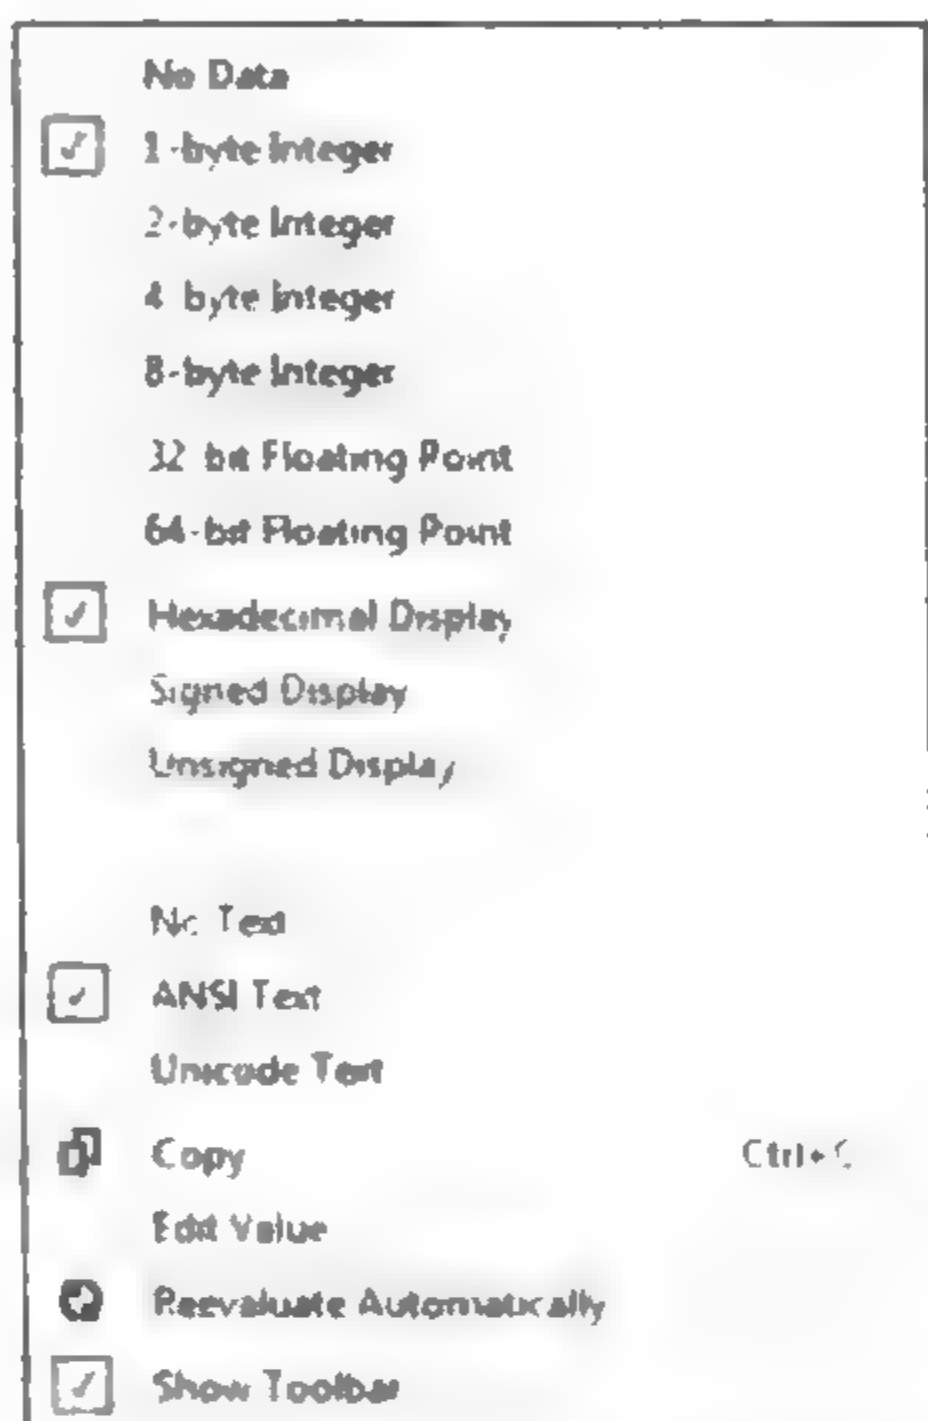 No Data
1-byte Integer
2-byte Integer
4-byte Integer
8-byte Integer
32-bit Floating Point
64-bit Floating Point
Hexadecimal Display
Signed Display
Unsigned Display
No Text
ANSI Text
Unicode Text
Copy Ctrl+C
Edit Value
Reevaluate Automatically
Show Toolbar